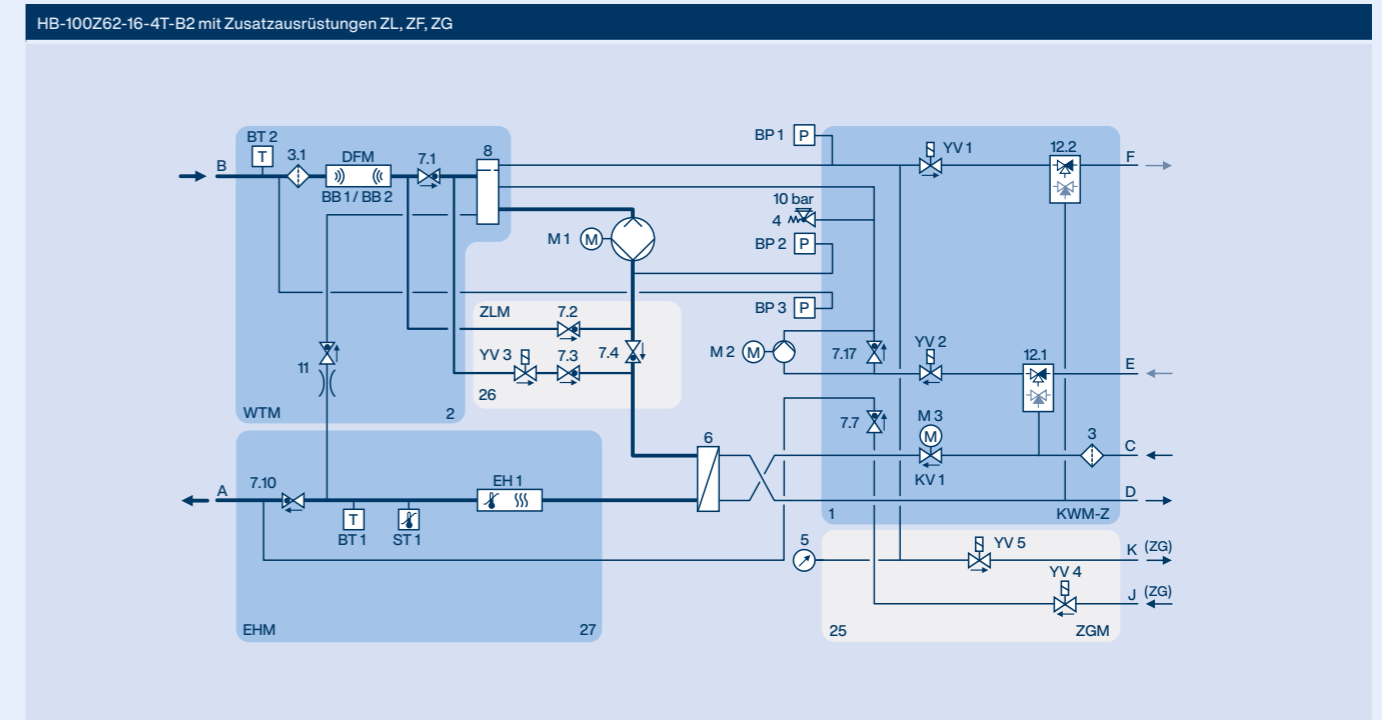 HB-100Z62-16-4T-B2 mit Zusatzausrüstungen ZL, ZF, ZG
BP 1 P
BT 2
T
3.1
DFM
7.1
8
YV 1
12.2
B
F
BB 1 / BB 2
10 bar
4
M 1 M
BP 2 P
ZLM
7.2
BP 3 P
YV 3
7.3
7.4
M 2 M
7.17
YV 2
12.1
E
11
26
WTM
2
7.7
M 3
M
3
C
6
KV 1
7.10
EH 1
A
D
T
BT 1
ST 1
1
KWM-Z
5
YV 5
K (ZG)
YV 4
J (ZG)
EHM
27
25
ZGM